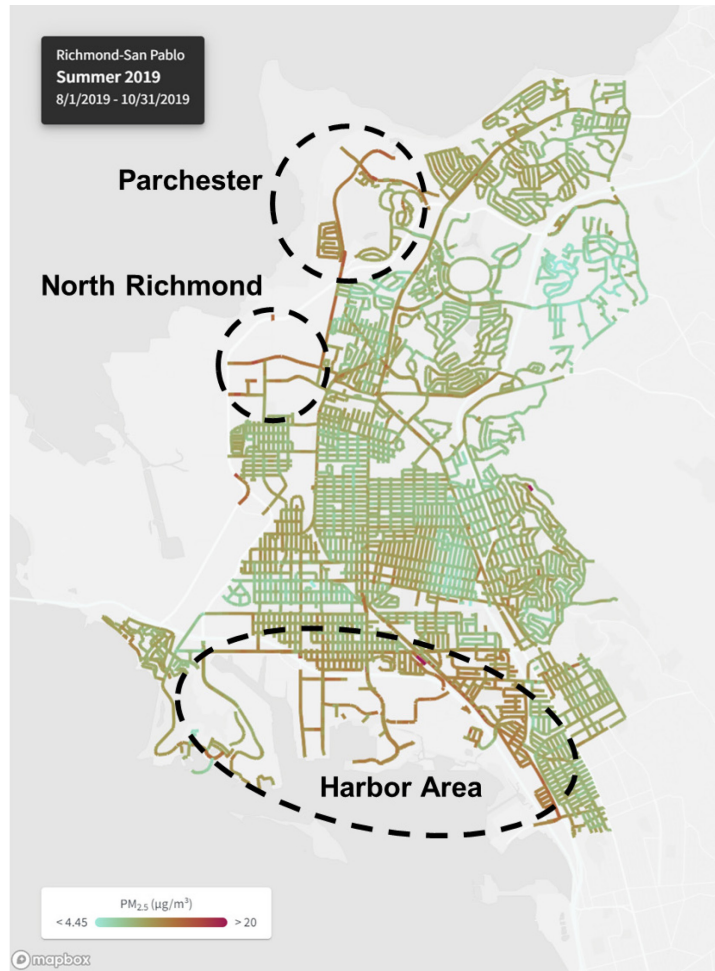 Richmond-San Pablo
Summer 2019
8/1/2019 - 10/31/2019
Parchester
North Richmond
Harbor Area
PM₂.₅ (μg/m³)
< 4.45 > 20
mapbox